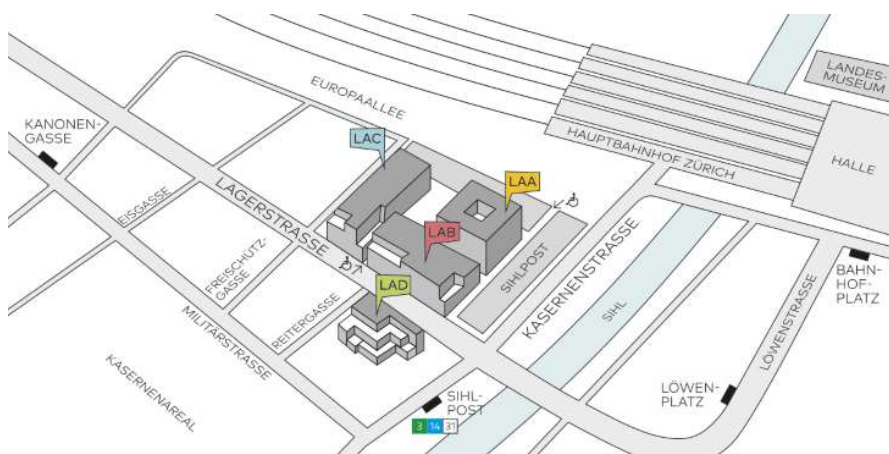 LANDES-
MUSEUM
EUROPAALLEE
KANONEN-
GASSE
LAC
HAUPTBAHNHOF ZÜRICH
HALLE
LAA
EISGASSE
LAGERSTRASSE
LAB
KASERNENSTRASSE
SIHLPOST
FREISCHÜTZ-
GASSE
LAD
BAHN-
HOF-
PLATZ
REITERGASSE
MILITÄRSTRASSE
SIHL
LÖWENSTRASSE
KASERNENAREAL
SIHL-
POST
3 14 31
LÖWEN-
PLATZ